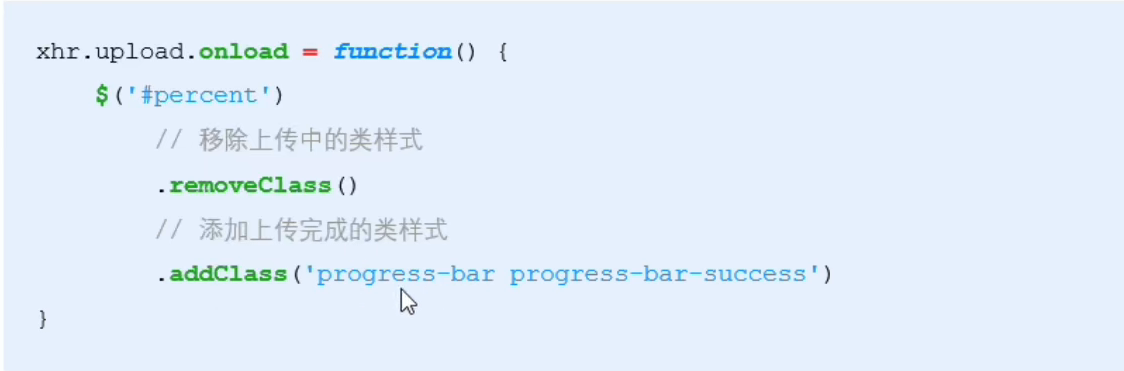 xhr.upload.onload = function() {
    $('#percent')
        // 移除上传中的类样式
        .removeClass()
        // 添加上传完成的类样式
        .addClass('progress-bar progress-bar-success')
}